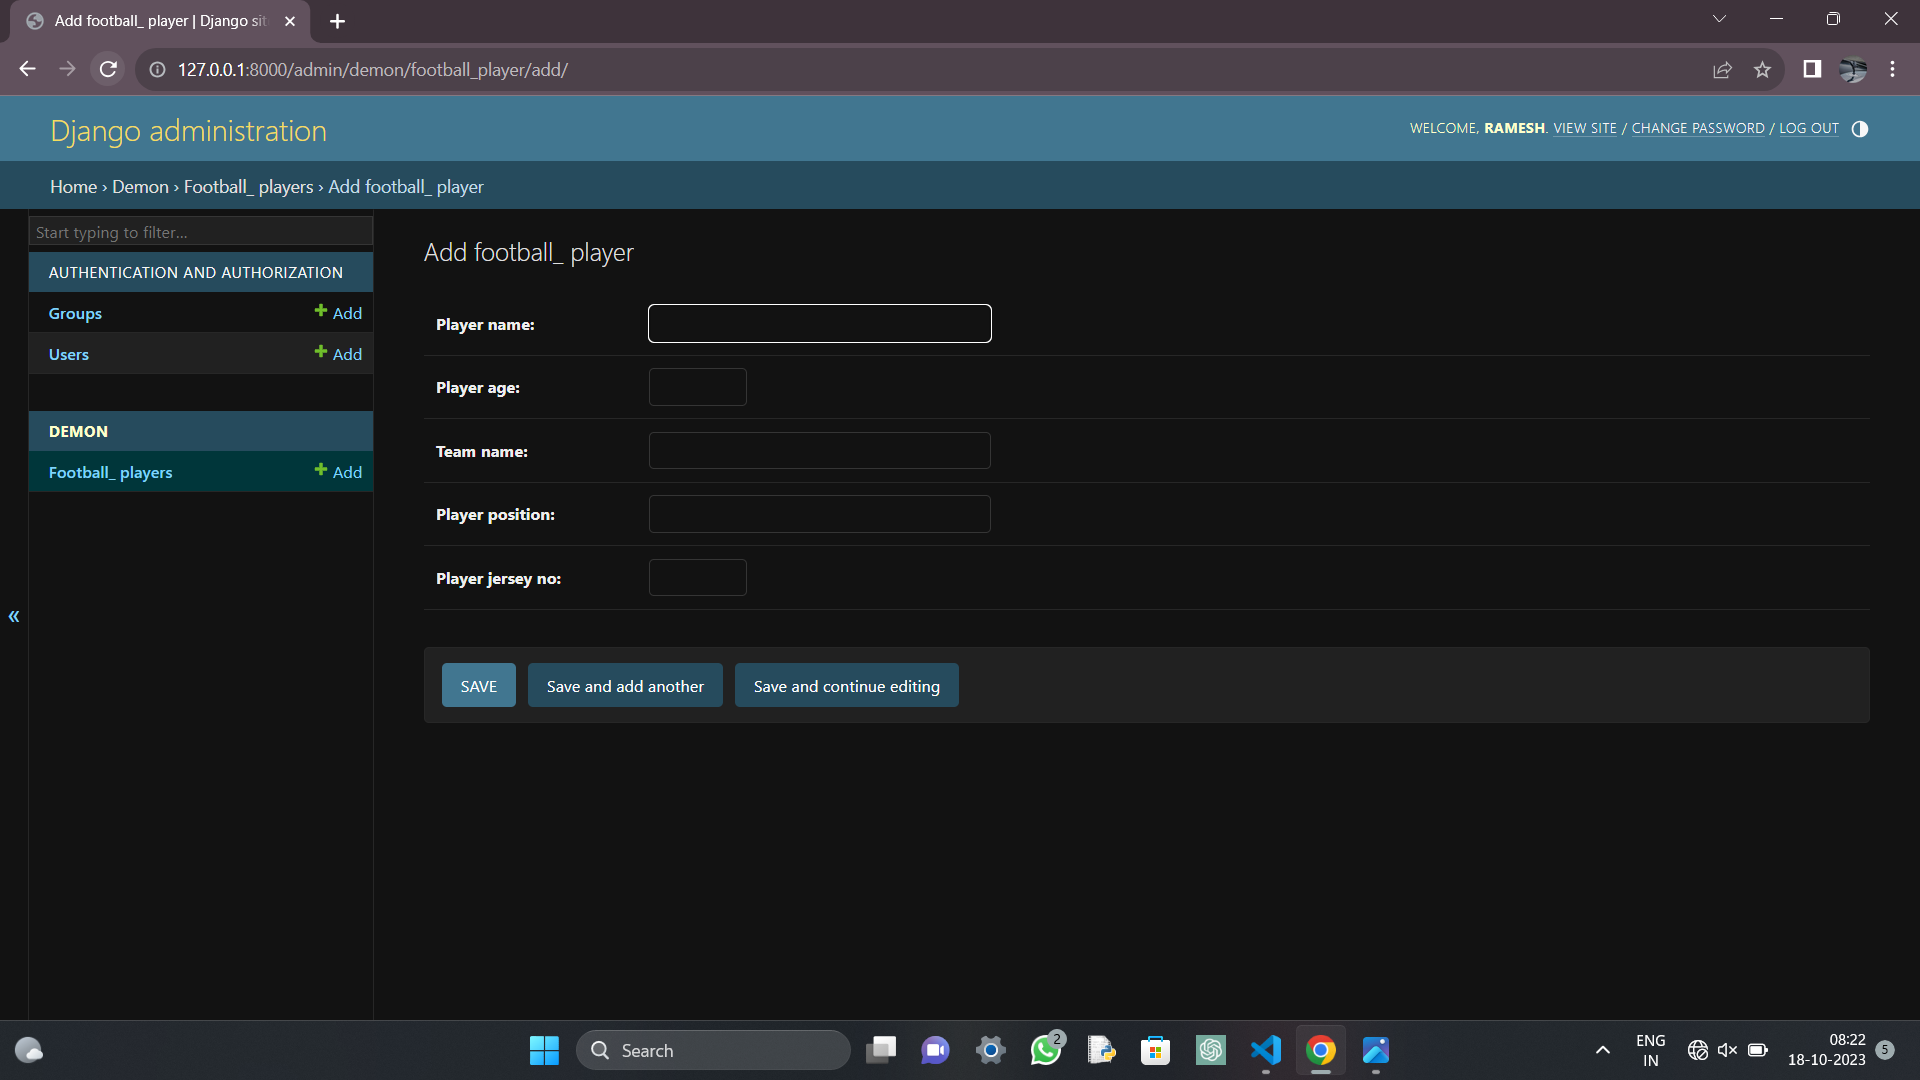 Add football_ player | Django sit
127.0.0.1:8000/admin/demon/football_player/add/
Django administration
WELCOME, RAMESH. VIEW SITE / CHANGE PASSWORD / LOG OUT
Home › Demon › Football_ players › Add football_ player
Start typing to filter...
AUTHENTICATION AND AUTHORIZATION
Groups Add
Users Add
DEMON
Football_ players Add
«
Add football_ player
Player name:
Player age:
Team name:
Player position:
Player jersey no:
SAVE Save and add another Save and continue editing
Search
2
ENG
IN
08:22
18-10-2023
5